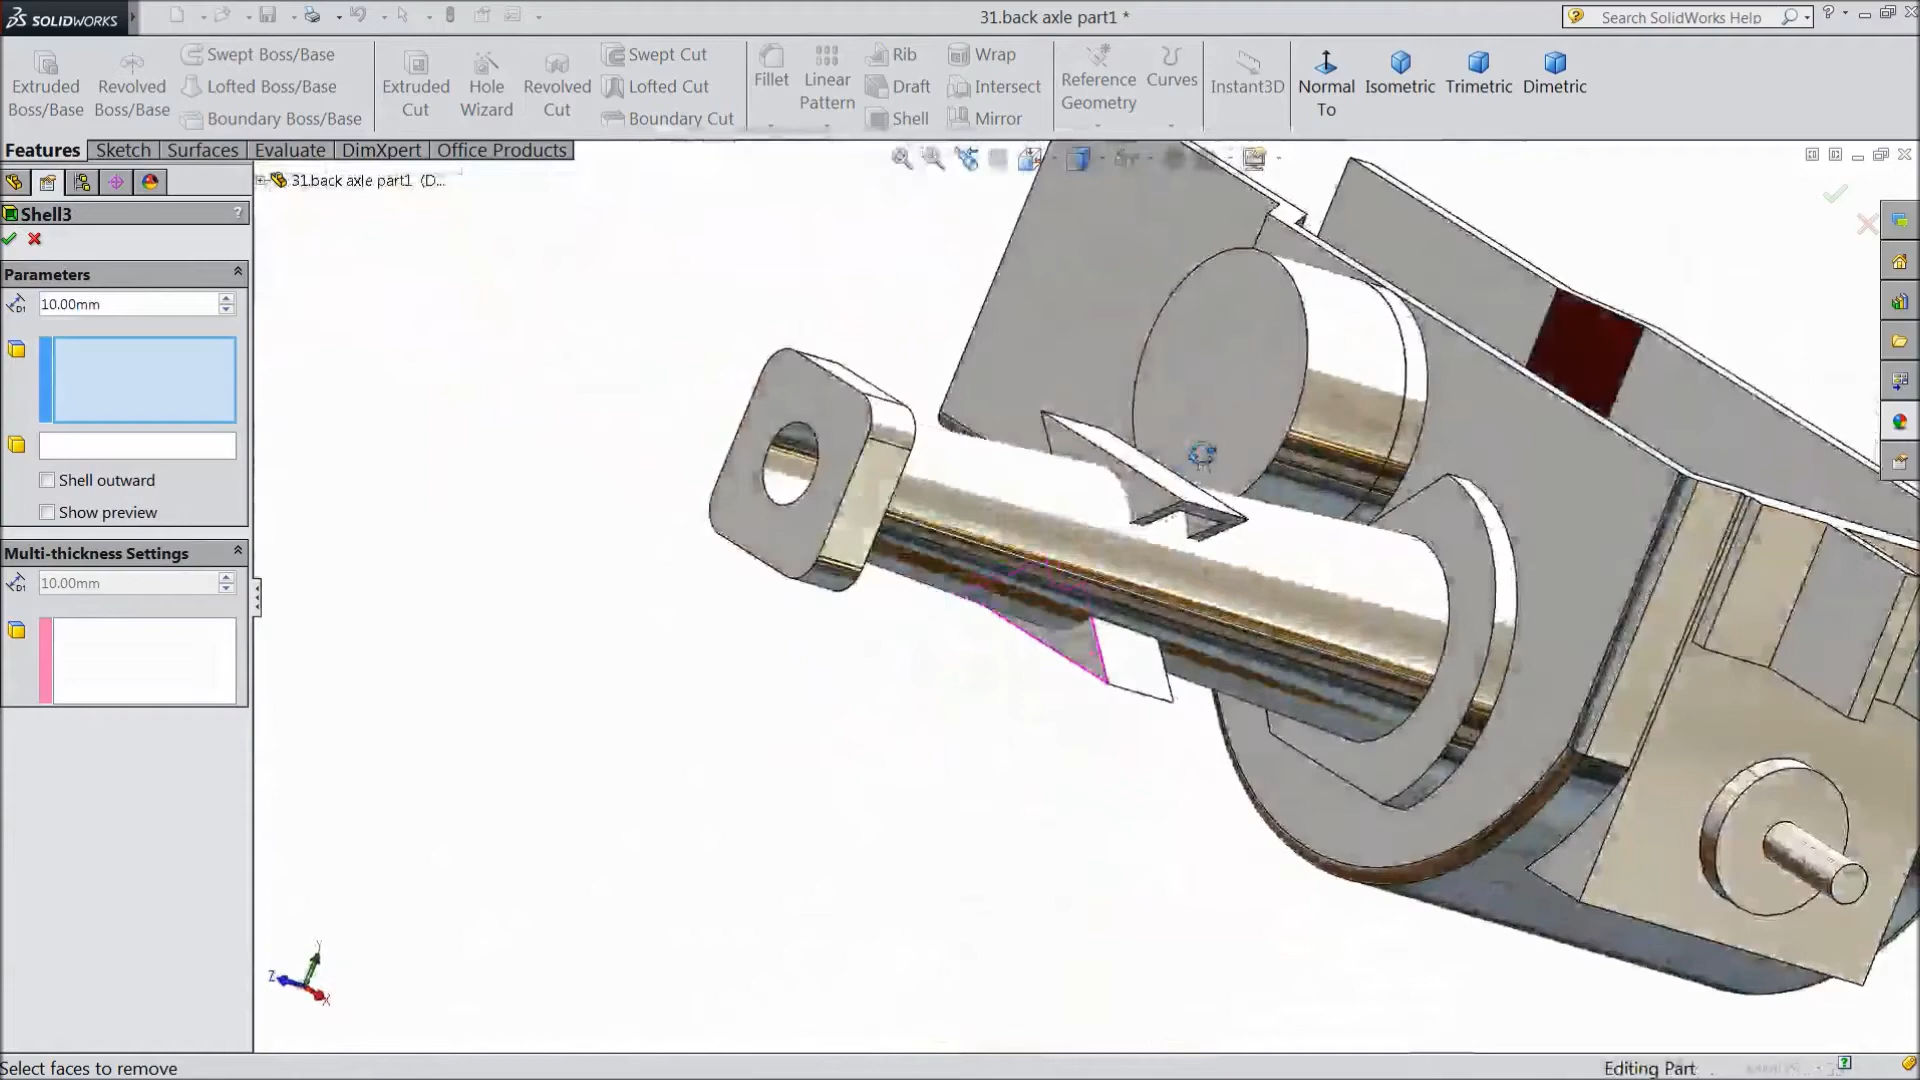 SOLIDWORKS
31.back axle part1 *
Search SolidWorks Help
Extruded Boss/Base
Revolved Boss/Base
Swept Boss/Base
Lofted Boss/Base
Boundary Boss/Base
Extruded Cut
Hole Wizard
Revolved Cut
Swept Cut
Lofted Cut
Boundary Cut
Fillet
Linear Pattern
Rib
Draft
Shell
Wrap
Intersect
Mirror
Reference Geometry
Curves
Instant3D
Normal To
Isometric
Trimetric
Dimetric
Features
Sketch
Surfaces
Evaluate
DimXpert
Office Products
31.back axle part1 (D...
Shell3
?
Parameters
10.00mm
Shell outward
Show preview
Multi-thickness Settings
10.00mm
Y
Z
X
Select faces to remove
Editing Part